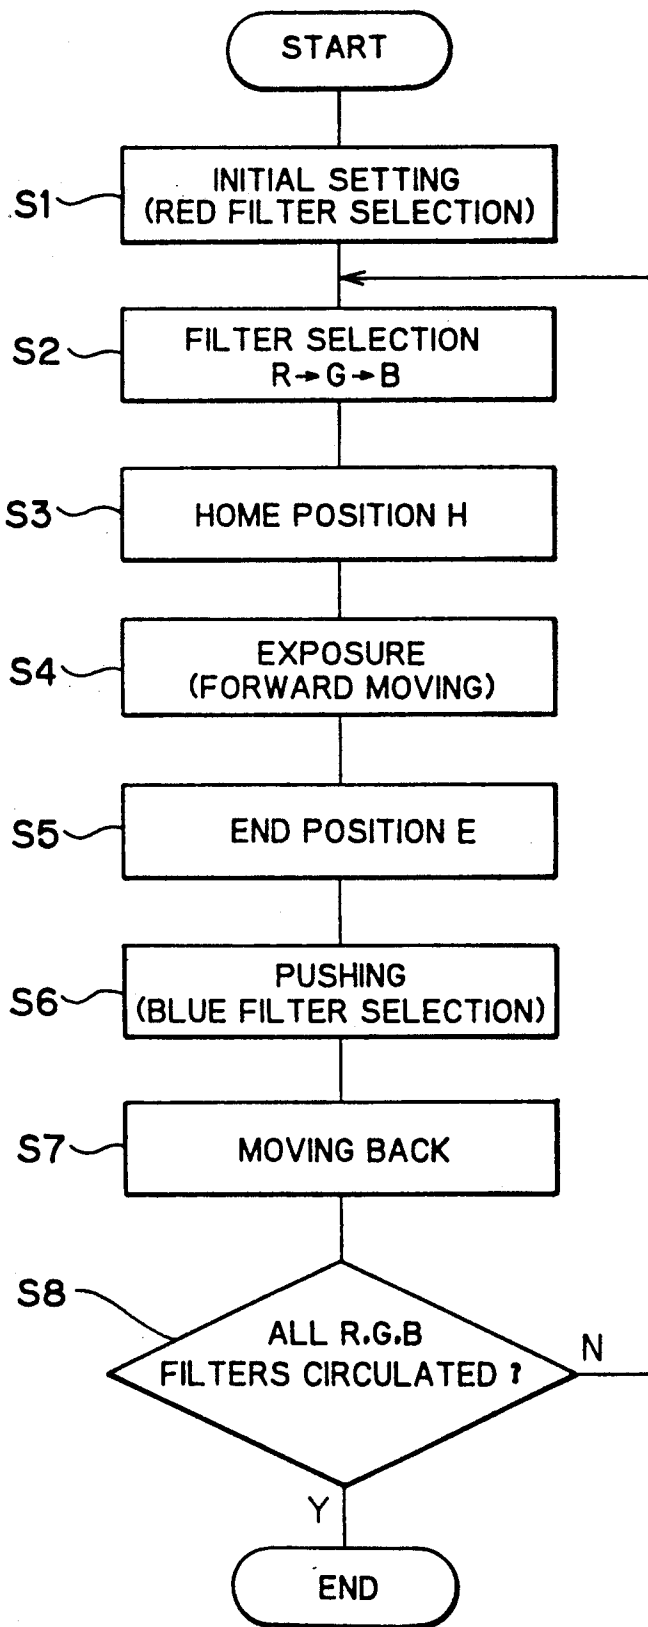 START
S1
INITIAL SETTING
(RED FILTER SELECTION)
S2
FILTER SELECTION
R→G→B
S3
HOME POSITION H
S4
EXPOSURE
(FORWARD MOVING)
S5
END POSITION E
S6
PUSHING
(BLUE FILTER SELECTION)
S7
MOVING BACK
S8
ALL R.G.B
FILTERS CIRCULATED ?
N
Y
END